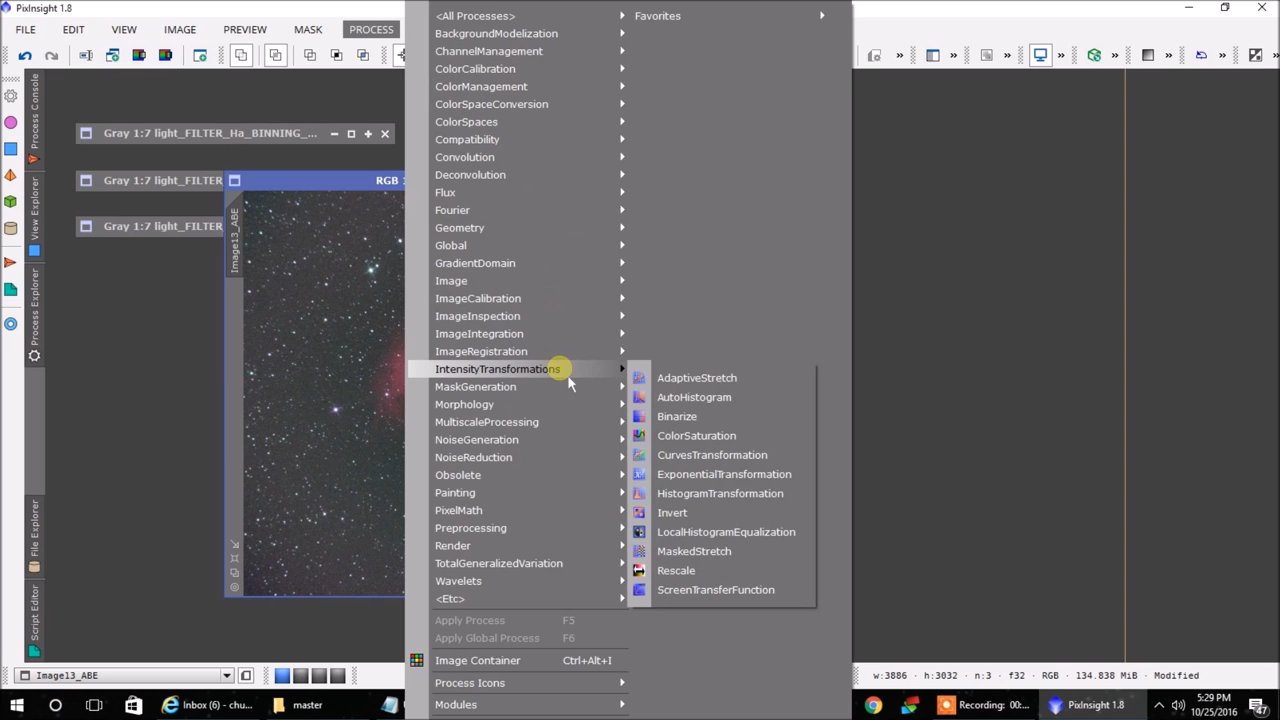 PixInsight 1.8
FILE EDIT VIEW IMAGE PREVIEW MASK PROCESS
Process Console
View Explorer
Process Explorer
File Explorer
Script Editor
Gray 1:7 light_FILTER_Ha_BINNING_...
Gray 1:7 light_FILTER
Gray 1:7 light_FILTER
RGB 1
Image13_ABE
<All Processes>
BackgroundModelization
ChannelManagement
ColorCalibration
ColorManagement
ColorSpaceConversion
ColorSpaces
Compatibility
Convolution
Deconvolution
Flux
Fourier
Geometry
Global
GradientDomain
Image
ImageCalibration
ImageInspection
ImageIntegration
ImageRegistration
IntensityTransformations
MaskGeneration
Morphology
MultiscaleProcessing
NoiseGeneration
NoiseReduction
Obsolete
Painting
PixelMath
Preprocessing
Render
TotalGeneralizedVariation
Wavelets
<Etc>
Apply Process F5
Apply Global Process F6
Image Container Ctrl+Alt+I
Process Icons
Modules
Favorites
AdaptiveStretch
AutoHistogram
Binarize
ColorSaturation
CurvesTransformation
ExponentialTransformation
HistogramTransformation
Invert
LocalHistogramEqualization
MaskedStretch
Rescale
ScreenTransferFunction
Image13_ABE
w:3886 · h:3032 · n:3 · f32 · RGB · 134.838 MiB · Modified
Inbox (6) - chu...
master
Recording: 00:...
PixInsight 1.8
5:29 PM
10/25/2016
47